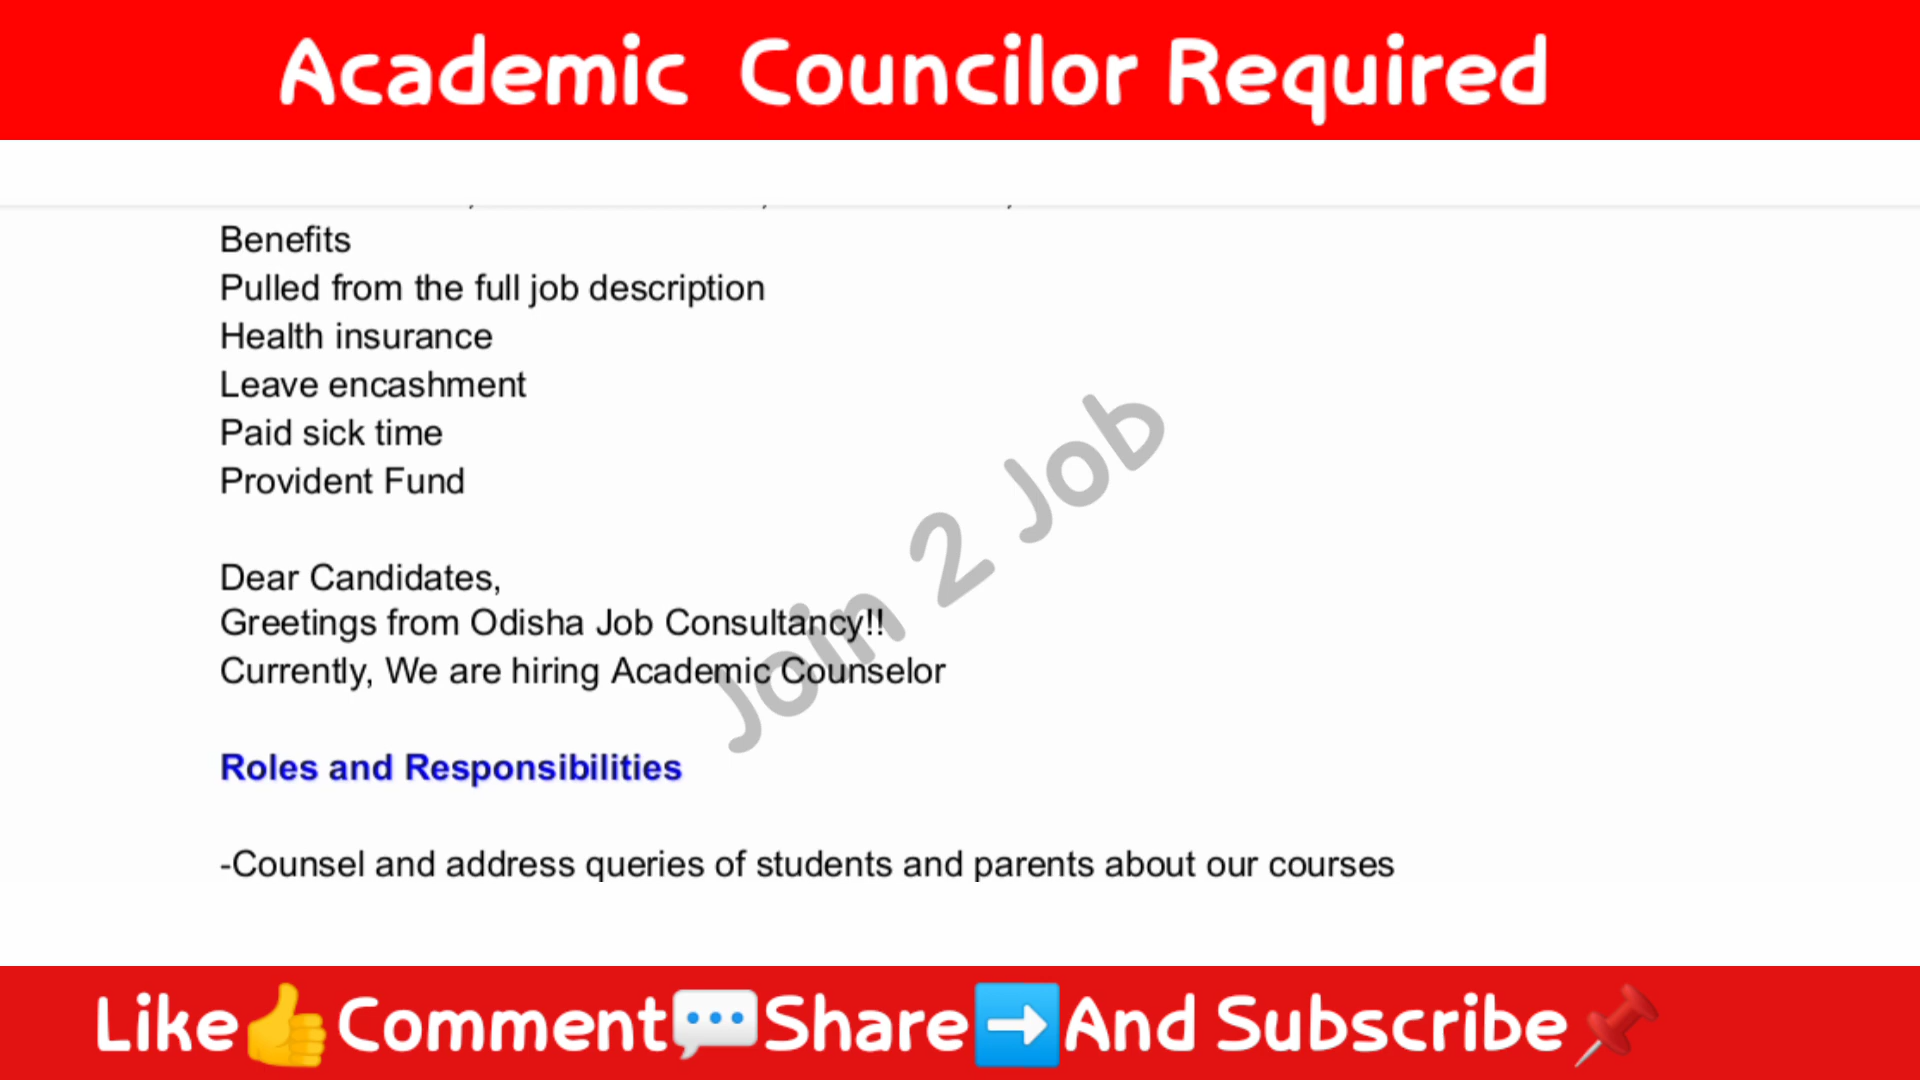 Academic Councilor Required
Benefits
Pulled from the full job description
Health insurance
Leave encashment
Paid sick time
Provident Fund
Dear Candidates,
Greetings from Odisha Job Consultancy!!
Currently, We are hiring Academic Counselor
Join 2 Job
Roles and Responsibilities
-Counsel and address queries of students and parents about our courses
Like👍Comment💬Share➡️And Subscribe📌